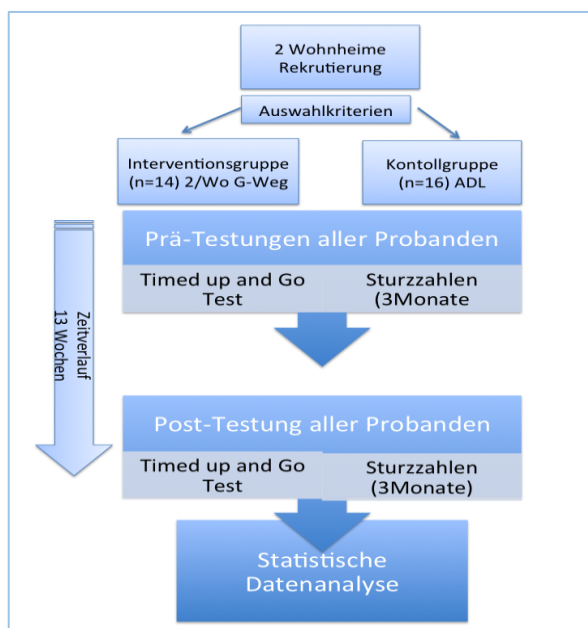 2 Wohnheime
Rekrutierung
Auswahlkriterien
Interventionsgruppe
(n=14) 2/Wo G-Weg
Kontollgruppe
(n=16) ADL
Prä-Testungen aller Probanden
Timed up and Go
Test
Sturzzahlen
(3Monate
Zeitverlauf
13 Wochen
Post-Testung aller Probanden
Timed up and Go
Test
Sturzzahlen
(3Monate)
Statistische
Datenanalyse